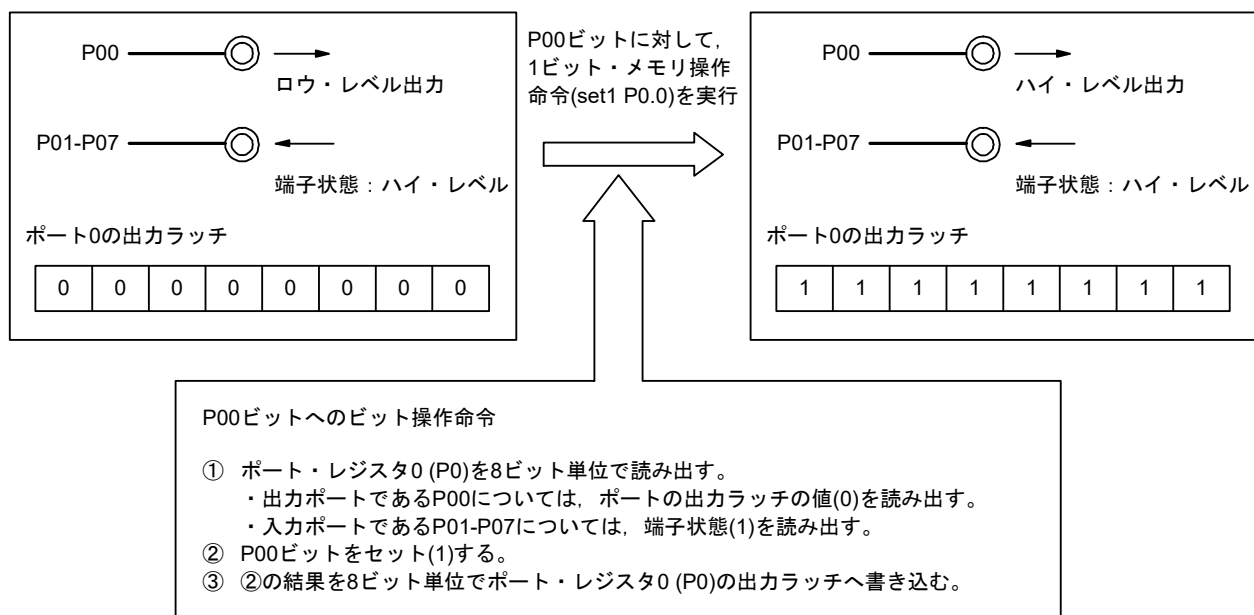 P00
ロウ・レベル出力
P01-P07
端子状態：ハイ・レベル
ポート0の出力ラッチ
0 0 0 0 0 0 0 0
P00ビットに対して，
1ビット・メモリ操作
命令(set1 P0.0)を実行
P00
ハイ・レベル出力
P01-P07
端子状態：ハイ・レベル
ポート0の出力ラッチ
1 1 1 1 1 1 1 1
P00ビットへのビット操作命令
① ポート・レジスタ0 (P0)を8ビット単位で読み出す。
・出力ポートであるP00については，ポートの出力ラッチの値(0)を読み出す。
・入力ポートであるP01-P07については，端子状態(1)を読み出す。
② P00ビットをセット(1)する。
③ ②の結果を8ビット単位でポート・レジスタ0 (P0)の出力ラッチへ書き込む。